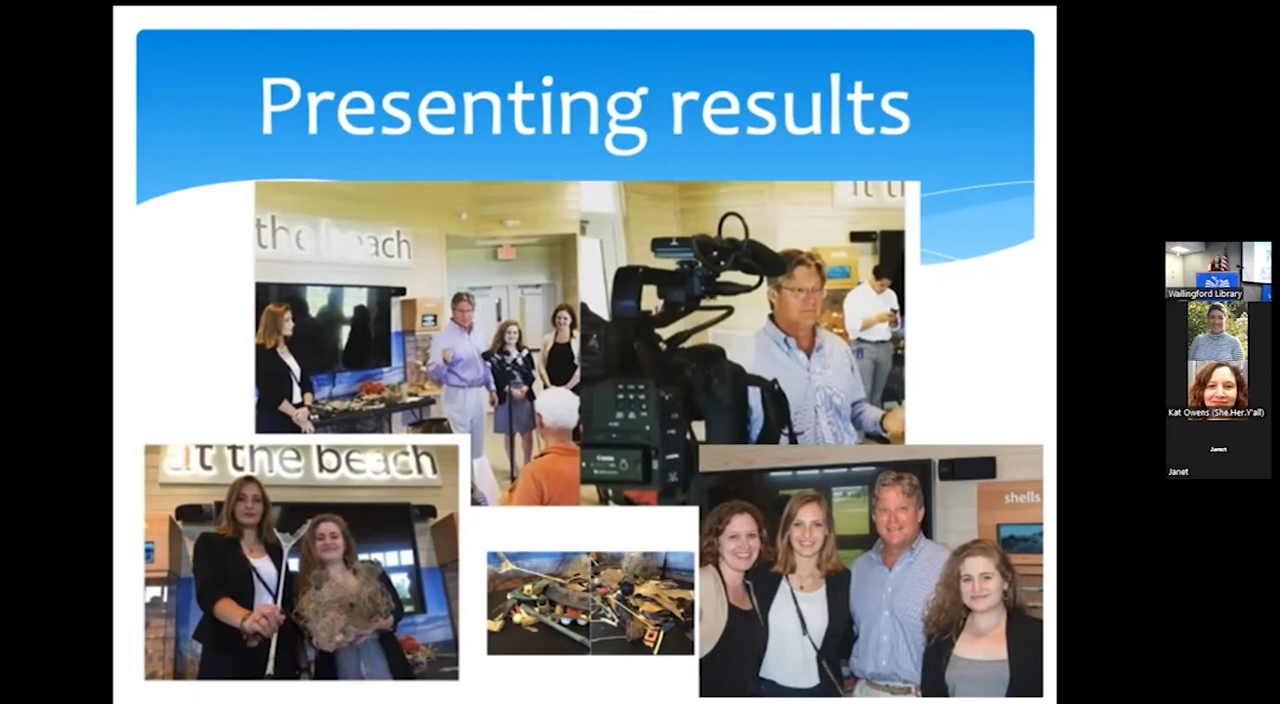 Presenting results
the beach
at the beach
shells
Wallingford Library
Kat Owens (She.Her.Y'all)
Janet
Janet